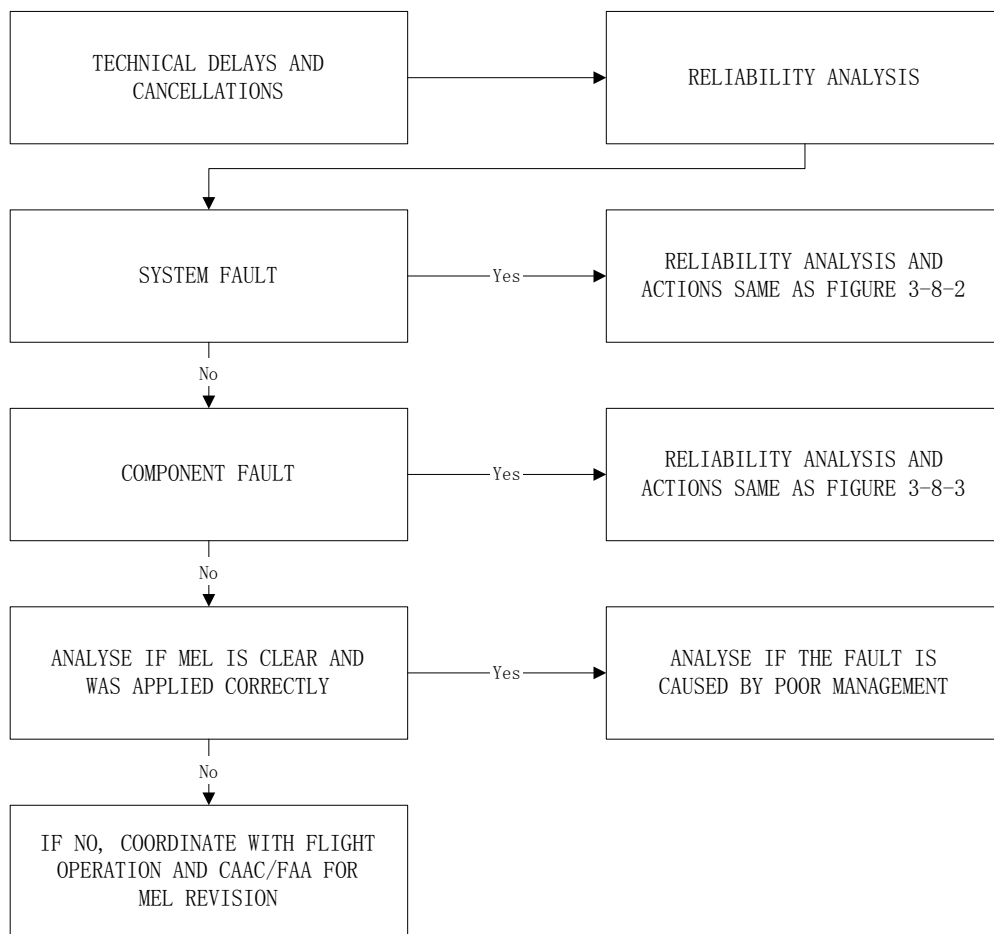 TECHNICAL DELAYS AND
CANCELLATIONS
RELIABILITY ANALYSIS
SYSTEM FAULT
Yes
RELIABILITY ANALYSIS AND
ACTIONS SAME AS FIGURE 3-8-2
No
COMPONENT FAULT
Yes
RELIABILITY ANALYSIS AND
ACTIONS SAME AS FIGURE 3-8-3
No
ANALYSE IF MEL IS CLEAR AND
WAS APPLIED CORRECTLY
Yes
ANALYSE IF THE FAULT IS
CAUSED BY POOR MANAGEMENT
No
IF NO, COORDINATE WITH FLIGHT
OPERATION AND CAAC/FAA FOR
MEL REVISION